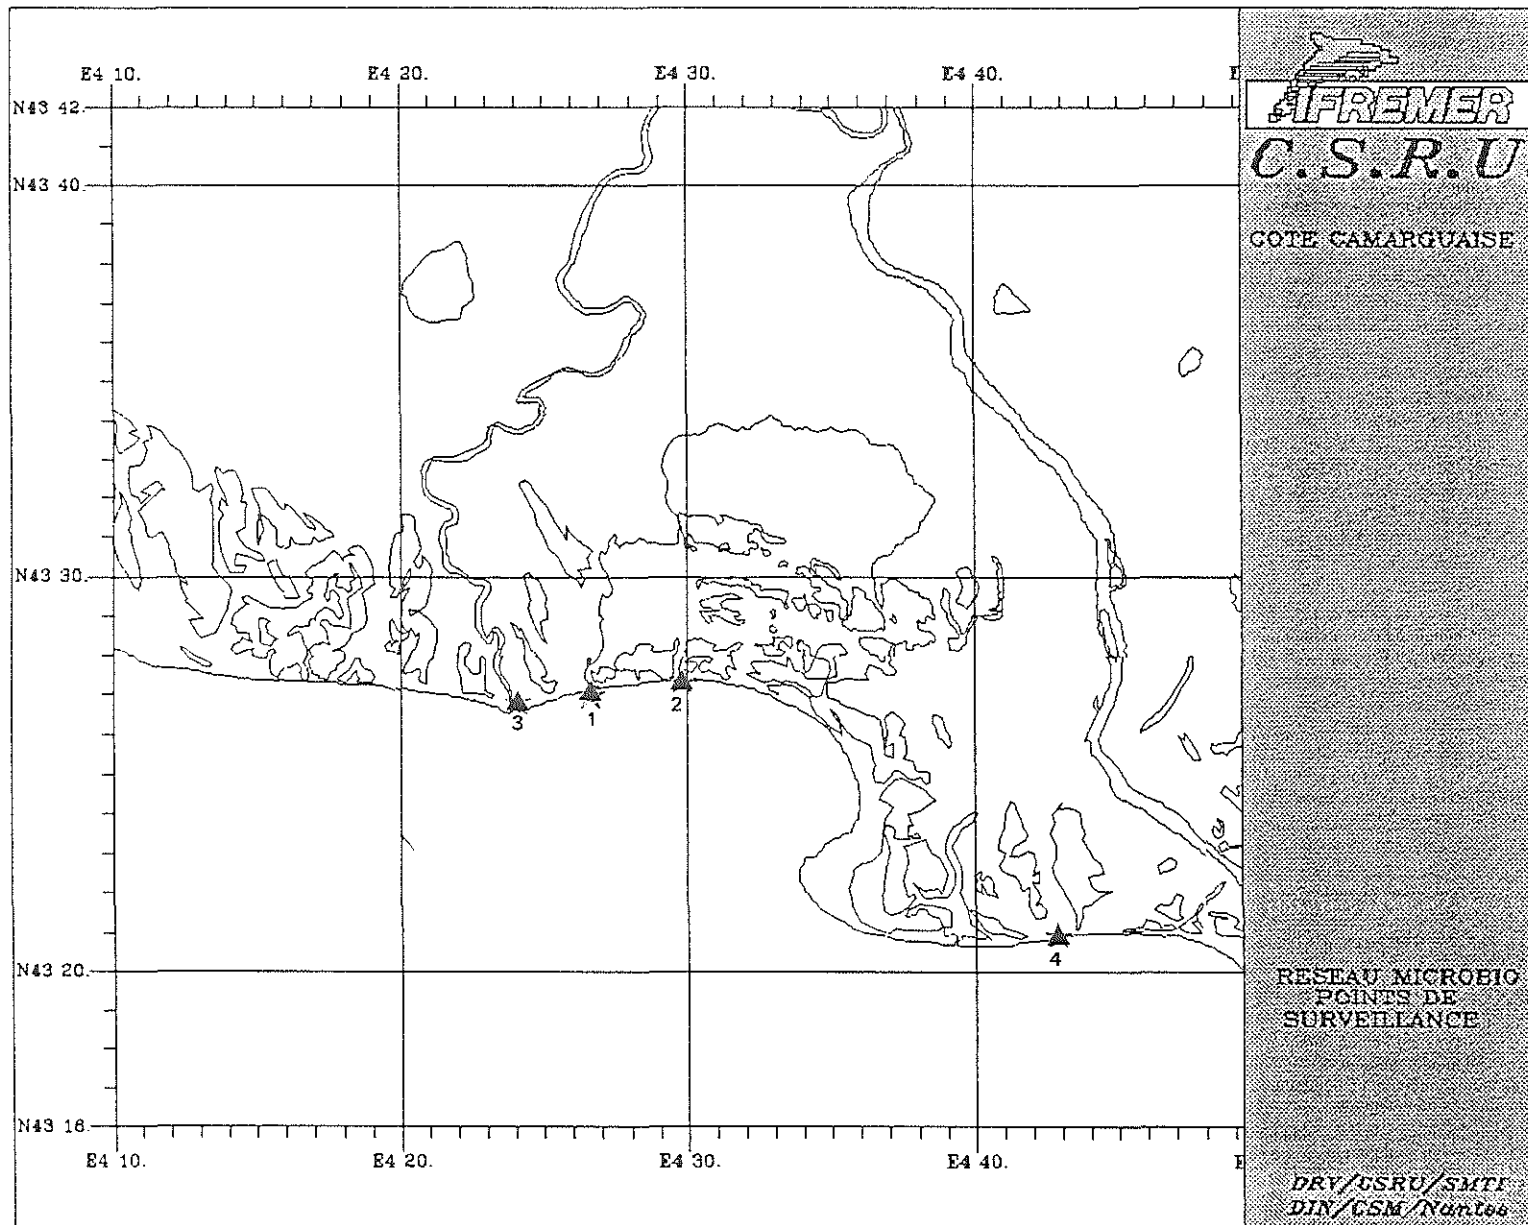 E4 10. E4 20. E4 30. E4 40. E
N43 42
N43 40.
N43 30.
N43 20.
N43 18.
3
1
2
4
E4 10. E4 20. E4 30. E4 40. E
IFREMER
C.S.R.U
COTE CAMARGUAISE
RESEAU MICROBIO
POINTS DE
SURVEILLANCE
DRV/CSRU/SMTI
DIN/CSM/Nantes